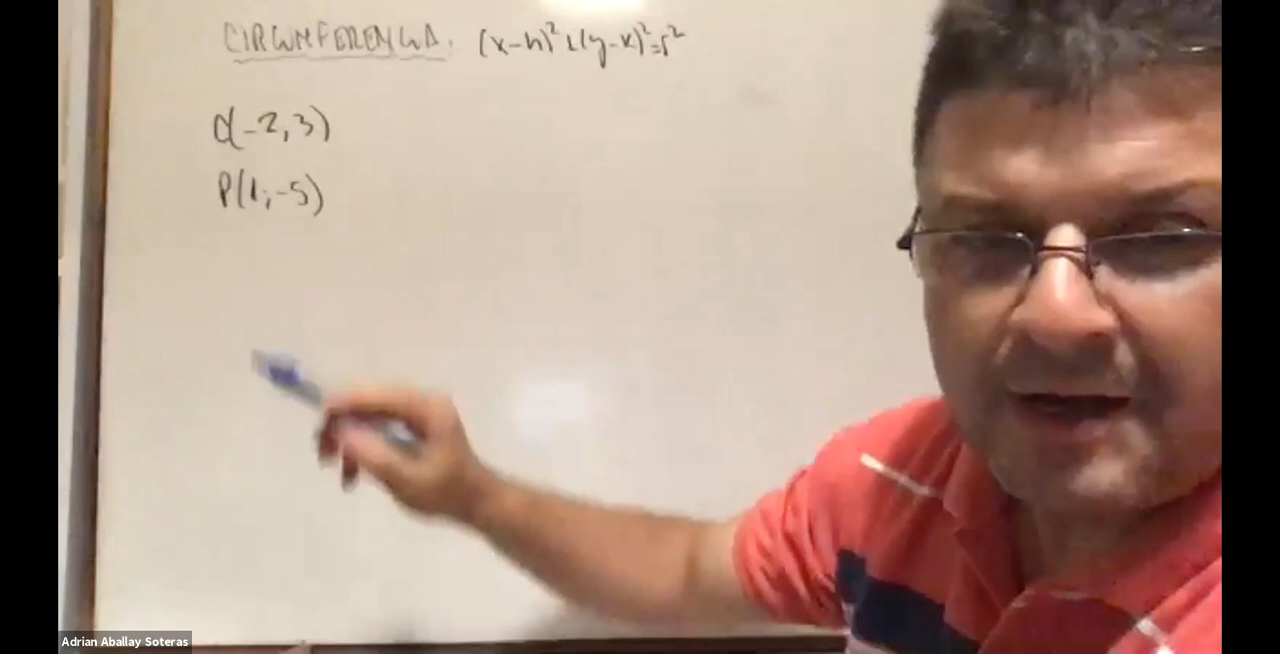 CIRCUNFERENCIA: (x-h)²+(y-k)²=r²
C(-2,3)
P(1,-5)
Adrian Aballay Soteras